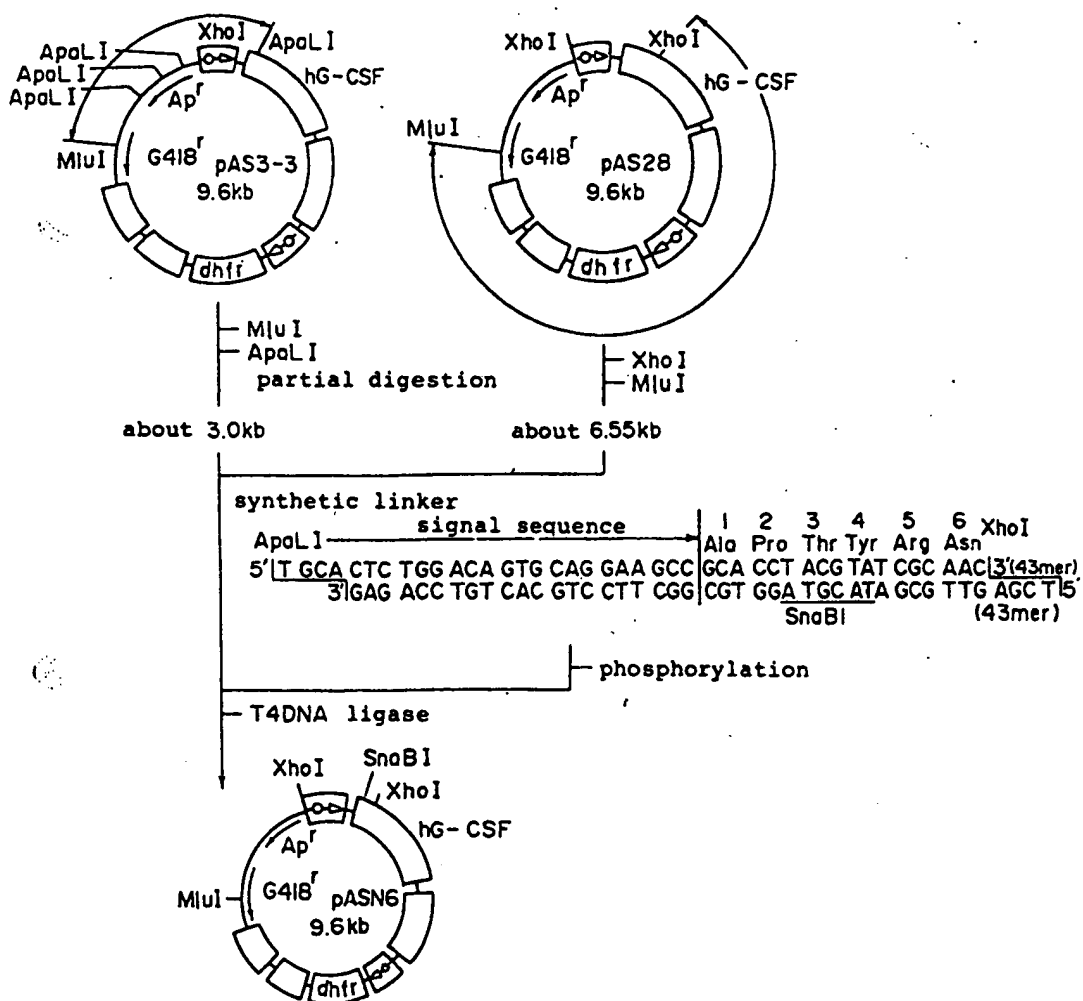 XhoI
ApaLI
ApaLI
ApaLI
ApaLI
hG-CSF
Apʳ
G418ʳ
MluI
pAS3-3
9.6kb
dhfr
XhoI
XhoI
hG-CSF
Apʳ
MluI
G418ʳ
pAS28
9.6kb
dhfr
MluI
ApaLI
partial digestion
XhoI
MluI
about 3.0kb
about 6.55kb
synthetic linker
signal sequence
1 2 3 4 5 6
ApaLI
Ala Pro Thr Tyr Arg Asn
XhoI
5' T GCA CTC TGG ACA GTG CAG GAA GCC GCA CCT ACG TAT CGC AAC 3'(43mer)
3' GAG ACC TGT CAC GTC CTT CGG CGT GGA TGC ATA GCG TTG AGCT 5'
SnaBI
(43mer)
phosphorylation
T4DNA ligase
SnaBI
XhoI
XhoI
hG-CSF
Apʳ
MluI
G418ʳ
pASN6
9.6kb
dhfr